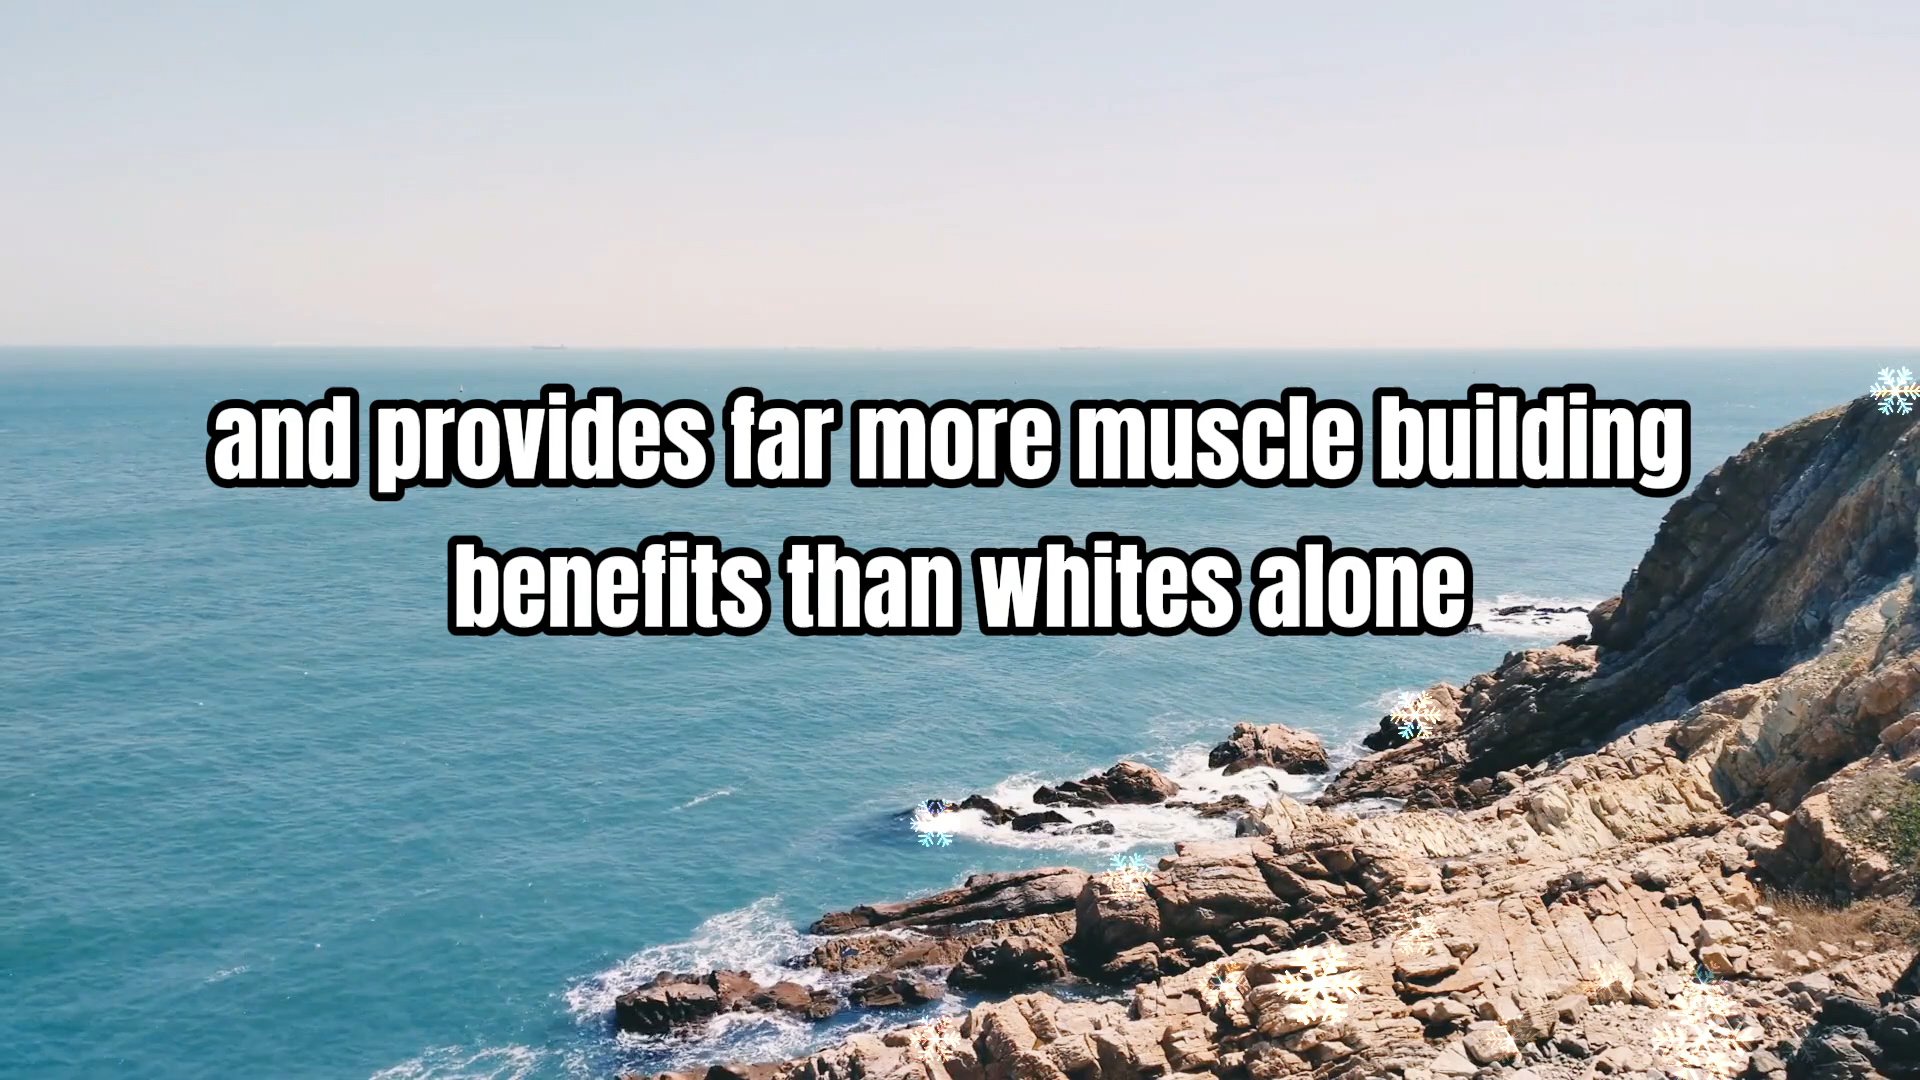 and provides far more muscle building
benefits than whites alone